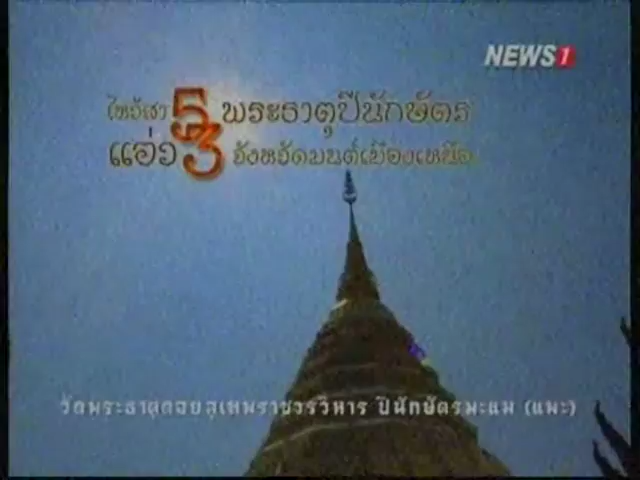 NEWS1
ไหว้สา 5 พระธาตุปีนักษัตร
แอ่ว 3 จังหวัดมนต์เมืองเหนือ
วัดพระธาตุดอยสุเทพราชวรวิหาร ปีนักษัตรมะแม (แพะ)